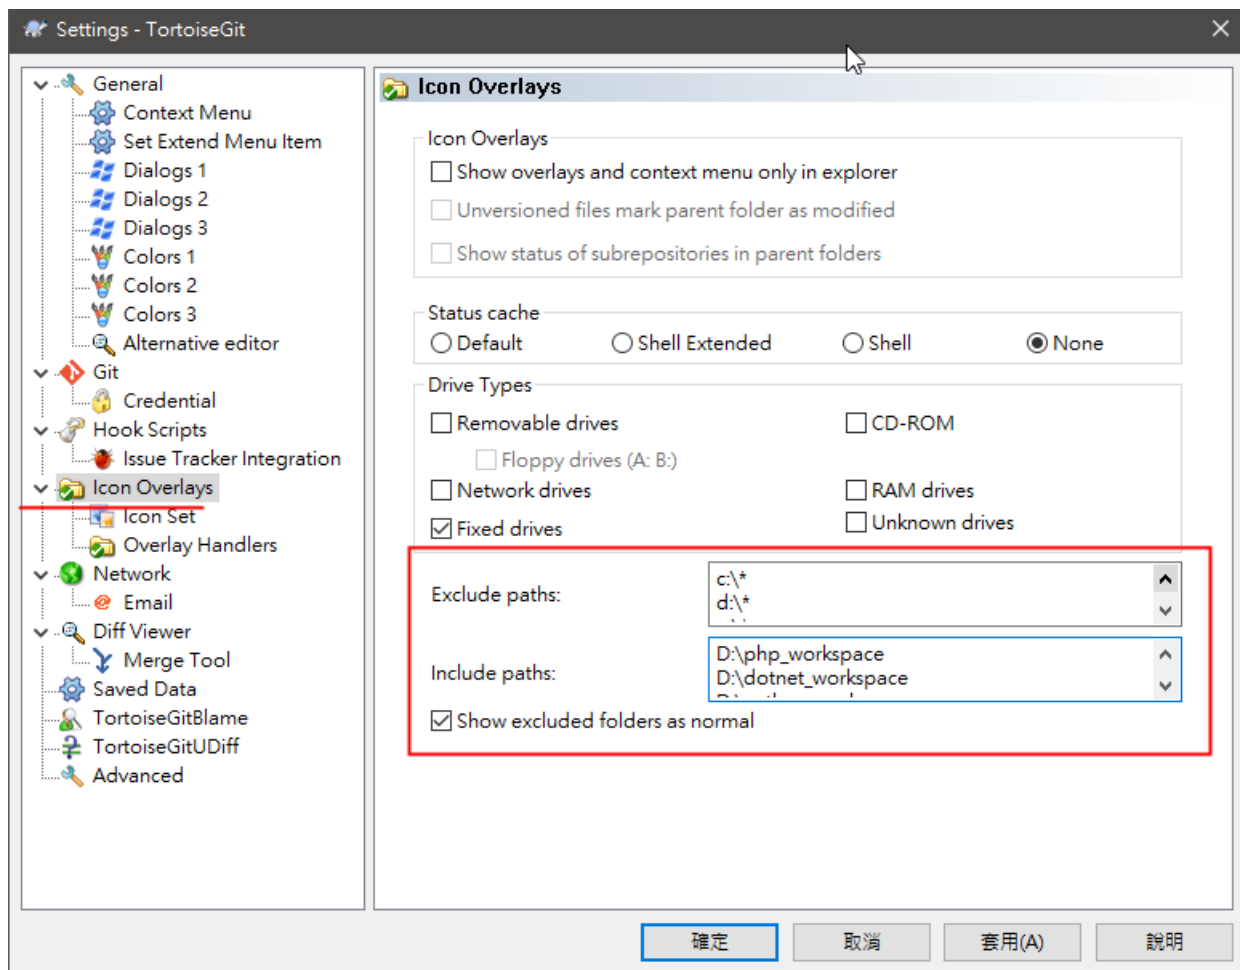 Settings - TortoiseGit
General
Context Menu
Set Extend Menu Item
Dialogs 1
Dialogs 2
Dialogs 3
Colors 1
Colors 2
Colors 3
Alternative editor
Git
Credential
Hook Scripts
Issue Tracker Integration
Icon Overlays
Icon Set
Overlay Handlers
Network
Email
Diff Viewer
Merge Tool
Saved Data
TortoiseGitBlame
TortoiseGitUDiff
Advanced
Icon Overlays
Icon Overlays
Show overlays and context menu only in explorer
Unversioned files mark parent folder as modified
Show status of subrepositories in parent folders
Status cache
Default Shell Extended Shell None
Drive Types
Removable drives CD-ROM
Floppy drives (A: B:)
Network drives RAM drives
Fixed drives Unknown drives
Exclude paths:
c:\*
d:\*
Include paths:
D:\php_workspace
D:\dotnet_workspace
Show excluded folders as normal
確定 取消 套用(A) 說明